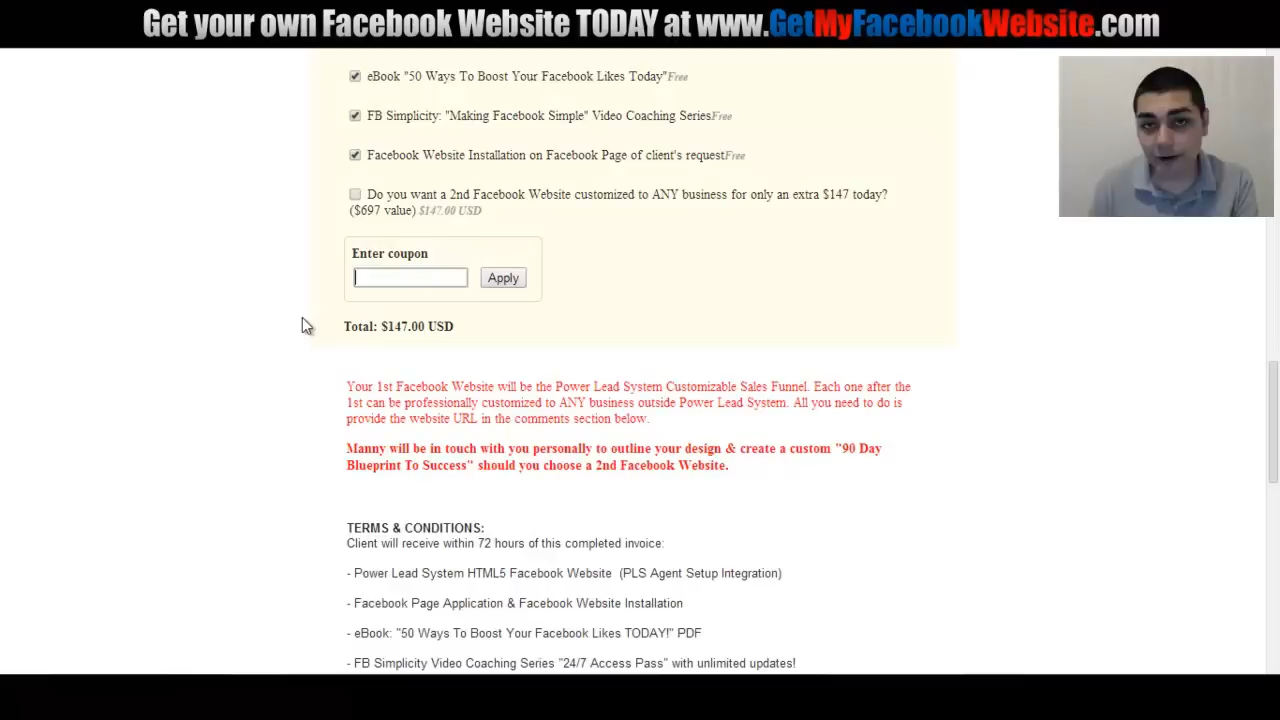 Get your own Facebook Website TODAY at www.GetMyFacebookWebsite.com
eBook "50 Ways To Boost Your Facebook Likes Today"Free
FB Simplicity: "Making Facebook Simple" Video Coaching SeriesFree
Facebook Website Installation on Facebook Page of client's requestFree
Do you want a 2nd Facebook Website customized to ANY business for only an extra $147 today?
($697 value) $147.00 USD
Enter coupon
Apply
Total: $147.00 USD
Your 1st Facebook Website will be the Power Lead System Customizable Sales Funnel. Each one after the
1st can be professionally customized to ANY business outside Power Lead System. All you need to do is
provide the website URL in the comments section below.
Manny will be in touch with you personally to outline your design & create a custom "90 Day
Blueprint To Success" should you choose a 2nd Facebook Website.
TERMS & CONDITIONS:
Client will receive within 72 hours of this completed invoice:
- Power Lead System HTML5 Facebook Website (PLS Agent Setup Integration)
- Facebook Page Application & Facebook Website Installation
- eBook: "50 Ways To Boost Your Facebook Likes TODAY!" PDF
- FB Simplicity Video Coaching Series "24/7 Access Pass" with unlimited updates!